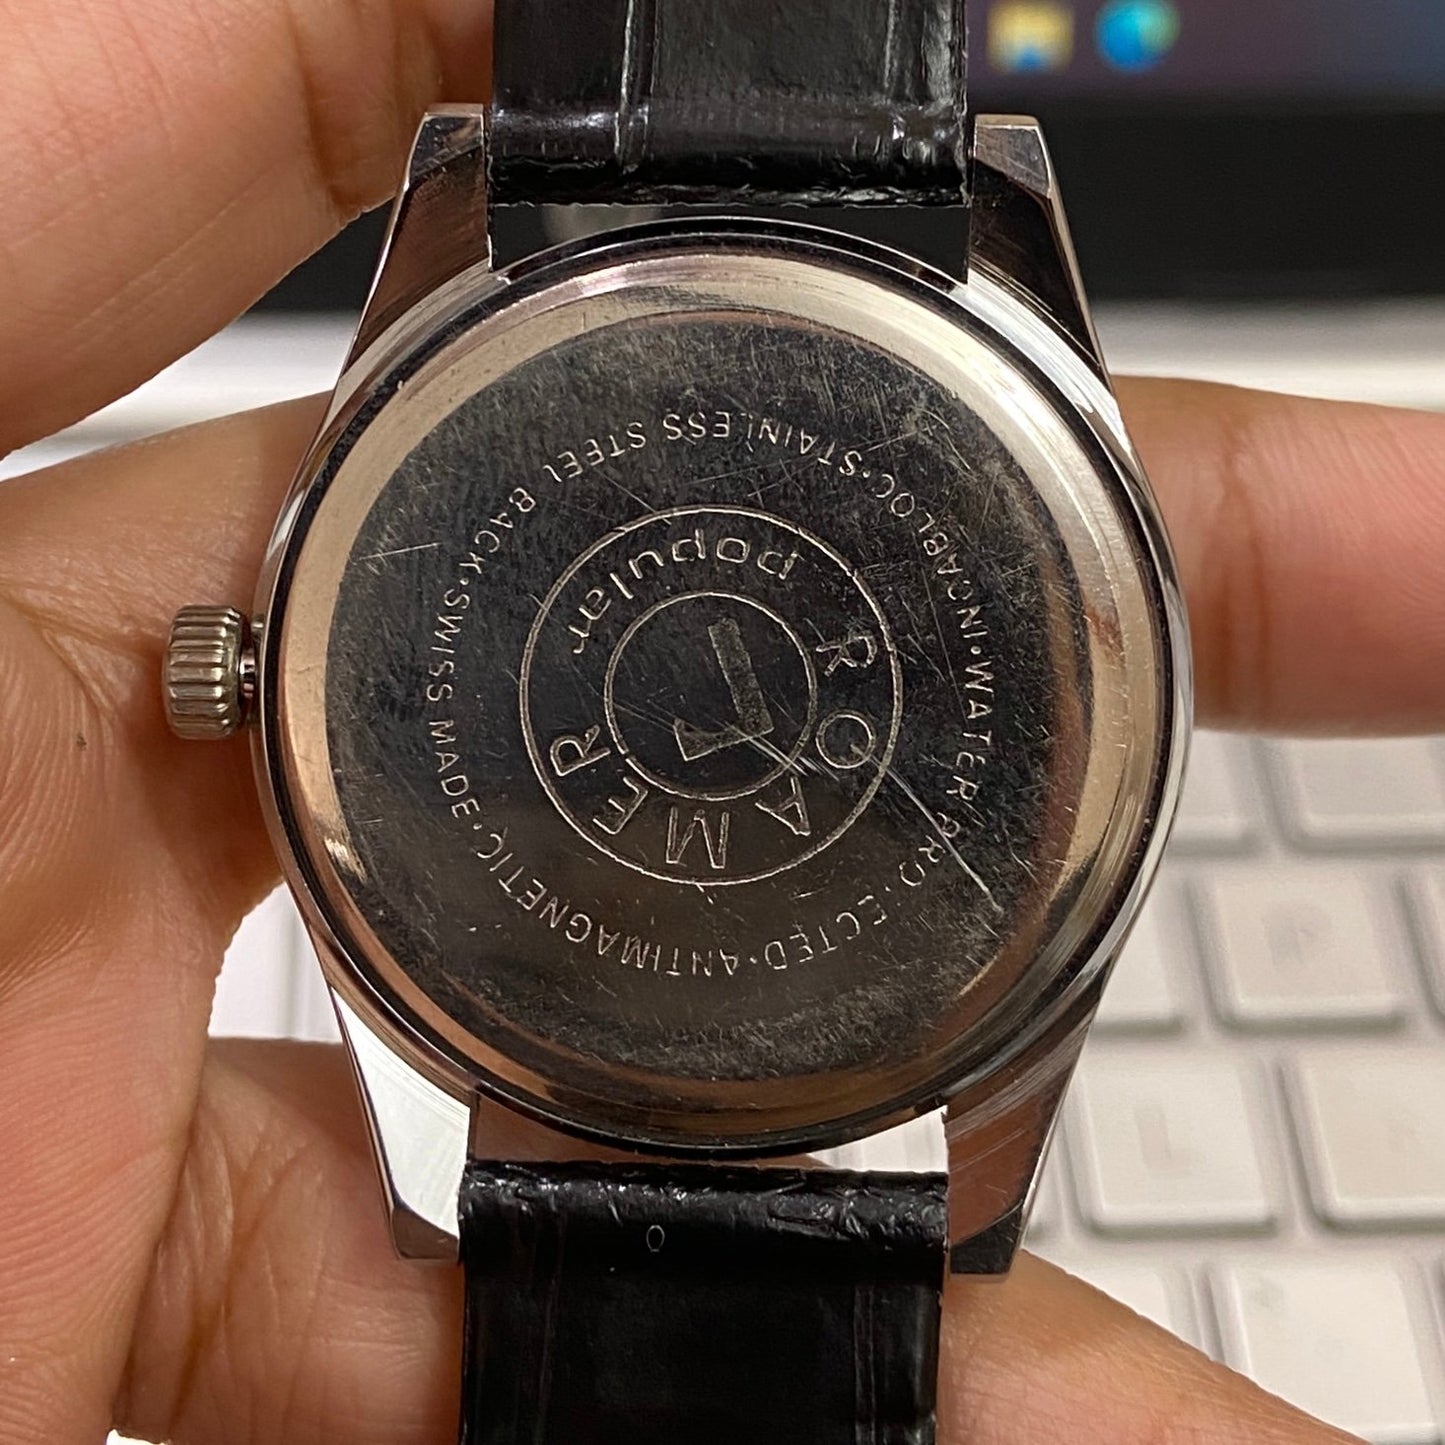 popular
ROAMER
STAINLESS STEEL BACK·SWISS MADE·ANTIMAGNETIC·WATER PROTECTED·INCABLOC·